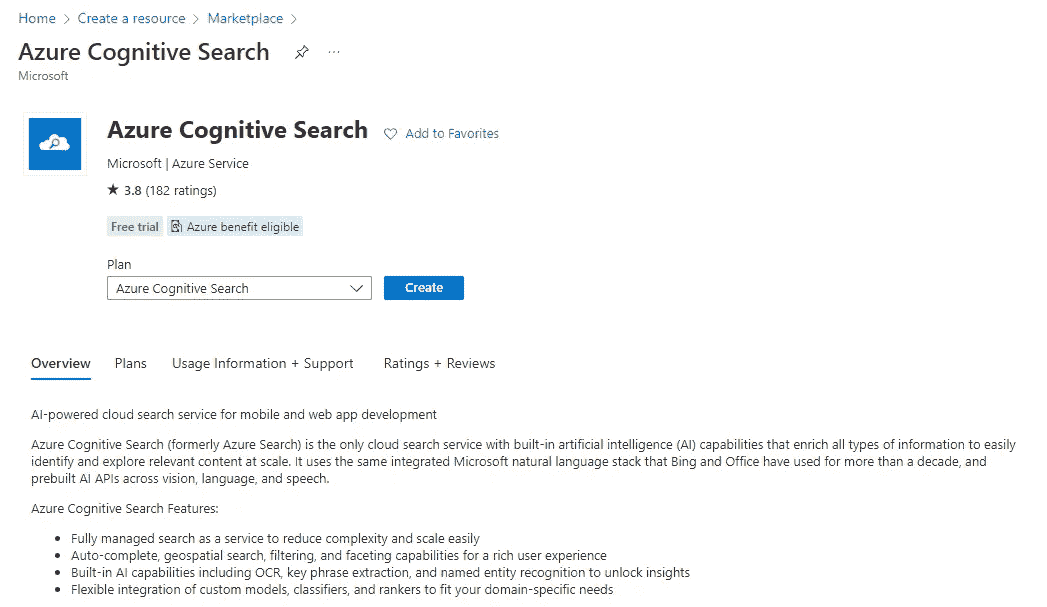 Home > Create a resource > Marketplace >
Azure Cognitive Search ...
Microsoft
Azure Cognitive Search Add to Favorites
Microsoft | Azure Service
★ 3.8 (182 ratings)
Free trial Azure benefit eligible
Plan
Azure Cognitive Search Create
Overview Plans Usage Information + Support Ratings + Reviews
AI-powered cloud search service for mobile and web app development
Azure Cognitive Search (formerly Azure Search) is the only cloud search service with built-in artificial intelligence (AI) capabilities that enrich all types of information to easily
identify and explore relevant content at scale. It uses the same integrated Microsoft natural language stack that Bing and Office have used for more than a decade, and
prebuilt AI APIs across vision, language, and speech.
Azure Cognitive Search Features:
• Fully managed search as a service to reduce complexity and scale easily
• Auto-complete, geospatial search, filtering, and faceting capabilities for a rich user experience
• Built-in AI capabilities including OCR, key phrase extraction, and named entity recognition to unlock insights
• Flexible integration of custom models, classifiers, and rankers to fit your domain-specific needs